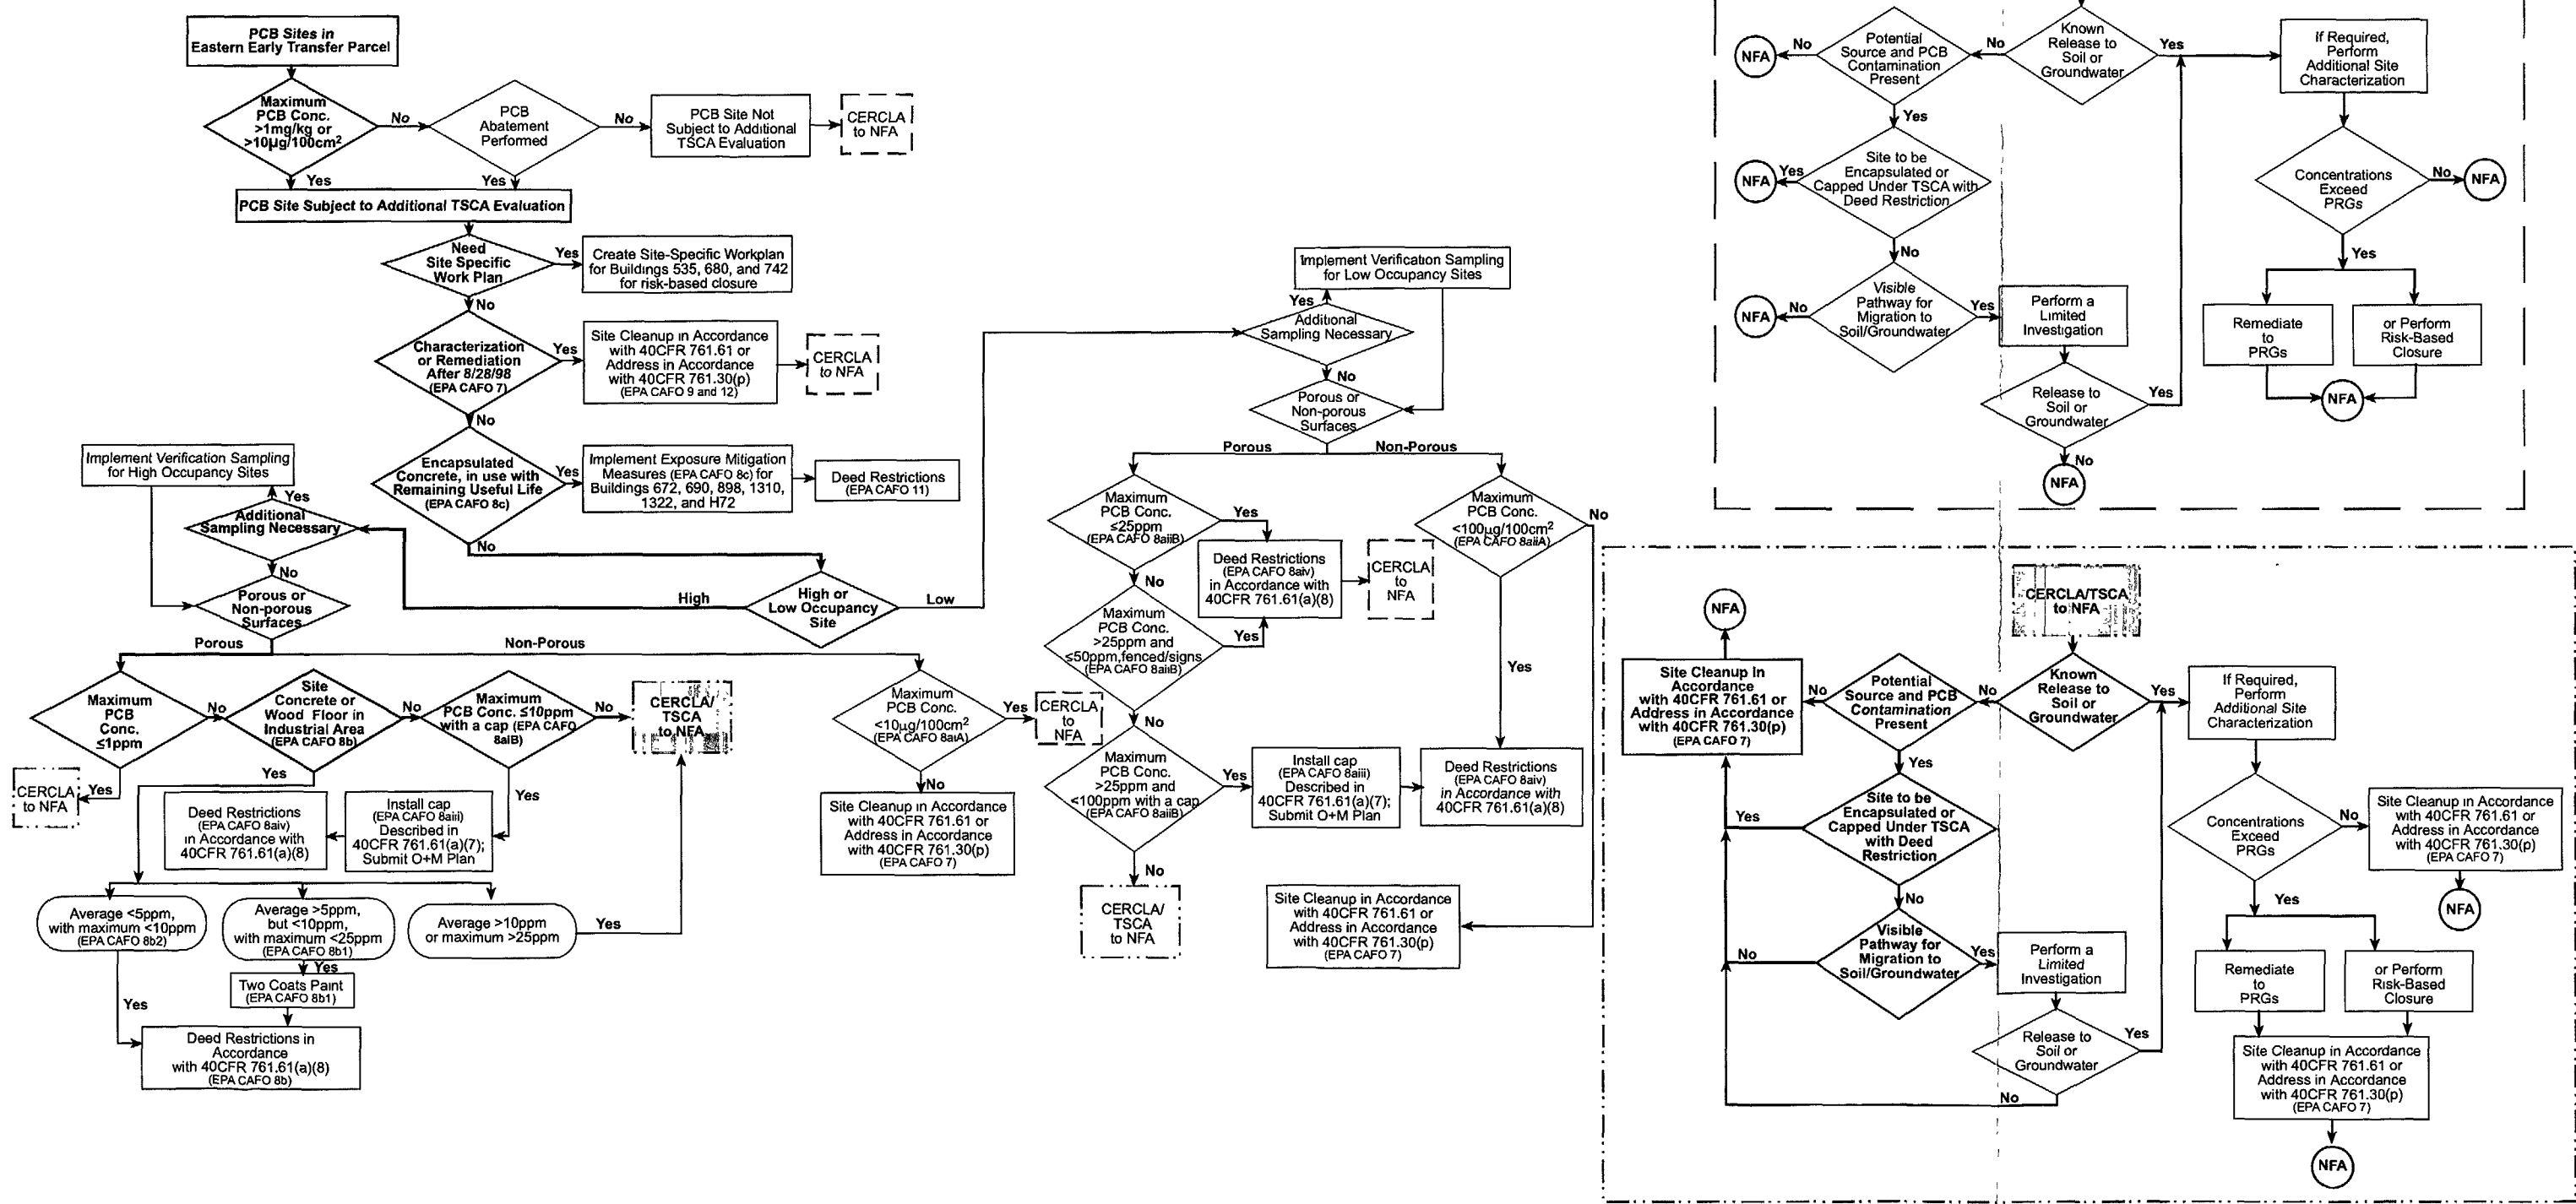 PCB Sites in
Eastern Early Transfer Parcel
Maximum
PCB Conc.
>1mg/kg or
>10µg/100cm²
No
PCB
Abatement
Performed
No
PCB Site Not
Subject to Additional
TSCA Evaluation
CERCLA
to NFA
Yes
Yes
PCB Site Subject to Additional TSCA Evaluation
Need
Site Specific
Work Plan
Yes
Create Site-Specific Workplan
for Buildings 535, 680, and 742
for risk-based closure
No
Characterization
or Remediation
After 8/28/98
(EPA CAFO 7)
Yes
Site Cleanup in Accordance
with 40CFR 761.61 or
Address in Accordance
with 40CFR 761.30(p)
(EPA CAFO 9 and 12)
CERCLA
to NFA
No
Encapsulated
Concrete, in use with
Remaining Useful Life
(EPA CAFO 8c)
Yes
Implement Exposure Mitigation
Measures (EPA CAFO 8c) for
Buildings 672, 690, 898, 1310,
1322, and H72
Deed Restrictions
(EPA CAFO 11)
No
High or
Low Occupancy
Site
High
Low
Implement Verification Sampling
for High Occupancy Sites
Yes
Additional
Sampling Necessary
No
Porous or
Non-porous
Surfaces
Porous
Non-Porous
Maximum
PCB
Conc.
≤1ppm
No
Yes
CERCLA
to NFA
Site
Concrete or
Wood Floor in
Industrial Area
(EPA CAFO 8b)
No
Yes
Maximum
PCB Conc. ≤10ppm
with a cap (EPA CAFO
8aiB)
No
Yes
CERCLA/
TSCA
to NFA
Install cap
(EPA CAFO 8aiii)
Described in
40CFR 761.61(a)(7);
Submit O+M Plan
Deed Restrictions
(EPA CAFO 8aiv)
in Accordance with
40CFR 761.61(a)(8)
Average <5ppm,
with maximum <10ppm
(EPA CAFO 8b2)
Average >5ppm,
but <10ppm,
with maximum <25ppm
(EPA CAFO 8b1)
Average >10ppm
or maximum >25ppm
Yes
Yes
Two Coats Paint
(EPA CAFO 8b1)
Yes
Deed Restrictions in
Accordance
with 40CFR 761.61(a)(8)
(EPA CAFO 8b)
Maximum
PCB Conc.
<10µg/100cm²
(EPA CAFO 8aiA)
Yes
CERCLA
to
NFA
No
Site Cleanup in Accordance
with 40CFR 761.61 or
Address in Accordance
with 40CFR 761.30(p)
(EPA CAFO 7)
Implement Verification Sampling
for Low Occupancy Sites
Yes
Additional
Sampling Necessary
No
Porous or
Non-porous
Surfaces
Porous
Non-Porous
Maximum
PCB Conc.
≤25ppm
(EPA CAFO 8aiiB)
Yes
No
Deed Restrictions
(EPA CAFO 8aiv)
in Accordance with
40CFR 761.61(a)(8)
CERCLA
to
NFA
Maximum
PCB Conc.
>25ppm and
≤50ppm,fenced/signs
(EPA CAFO 8aiiB)
Yes
No
Maximum
PCB Conc.
>25ppm and
<100ppm with a cap
(EPA CAFO 8aiiB)
Yes
Install cap
(EPA CAFO 8aiii)
Described in
40CFR 761.61(a)(7);
Submit O+M Plan
Deed Restrictions
(EPA CAFO 8aiv)
in Accordance with
40CFR 761.61(a)(8)
No
CERCLA/
TSCA
to NFA
Maximum
PCB Conc.
<100µg/100cm²
(EPA CAFO 8aiiA)
No
Yes
Site Cleanup in Accordance
with 40CFR 761.61 or
Address in Accordance
with 40CFR 761.30(p)
(EPA CAFO 7)
Known
Release to
Soil or
Groundwater
No
Yes
Potential
Source and PCB
Contamination
Present
No
NFA
Yes
Site to be
Encapsulated or
Capped Under TSCA with
Deed Restriction
Yes
NFA
No
Visible
Pathway for
Migration to
Soil/Groundwater
No
NFA
Yes
Perform a
Limited
Investigation
Release to
Soil or
Groundwater
Yes
No
NFA
If Required,
Perform
Additional Site
Characterization
Concentrations
Exceed
PRGs
No
NFA
Yes
Remediate
to
PRGs
or Perform
Risk-Based
Closure
NFA
CERCLA/TSCA
to NFA
Known
Release to
Soil or
Groundwater
No
Yes
Potential
Source and PCB
Contamination
Present
No
Site Cleanup In
Accordance
with 40CFR 761.61 or
Address in Accordance
with 40CFR 761.30(p)
(EPA CAFO 7)
NFA
Yes
Site to be
Encapsulated or
Capped Under TSCA
with Deed
Restriction
Yes
No
Visible
Pathway for
Migration to
Soil/Groundwater
No
Yes
Perform a
Limited
Investigation
Release to
Soil or
Groundwater
Yes
No
If Required,
Perform
Additional Site
Characterization
Concentrations
Exceed
PRGs
No
Site Cleanup in Accordance
with 40CFR 761.61 or
Address in Accordance
with 40CFR 761.30(p)
(EPA CAFO 7)
NFA
Yes
Remediate
to
PRGs
or Perform
Risk-Based
Closure
Site Cleanup in Accordance
with 40CFR 761.61 or
Address in Accordance
with 40CFR 761.30(p)
(EPA CAFO 7)
NFA